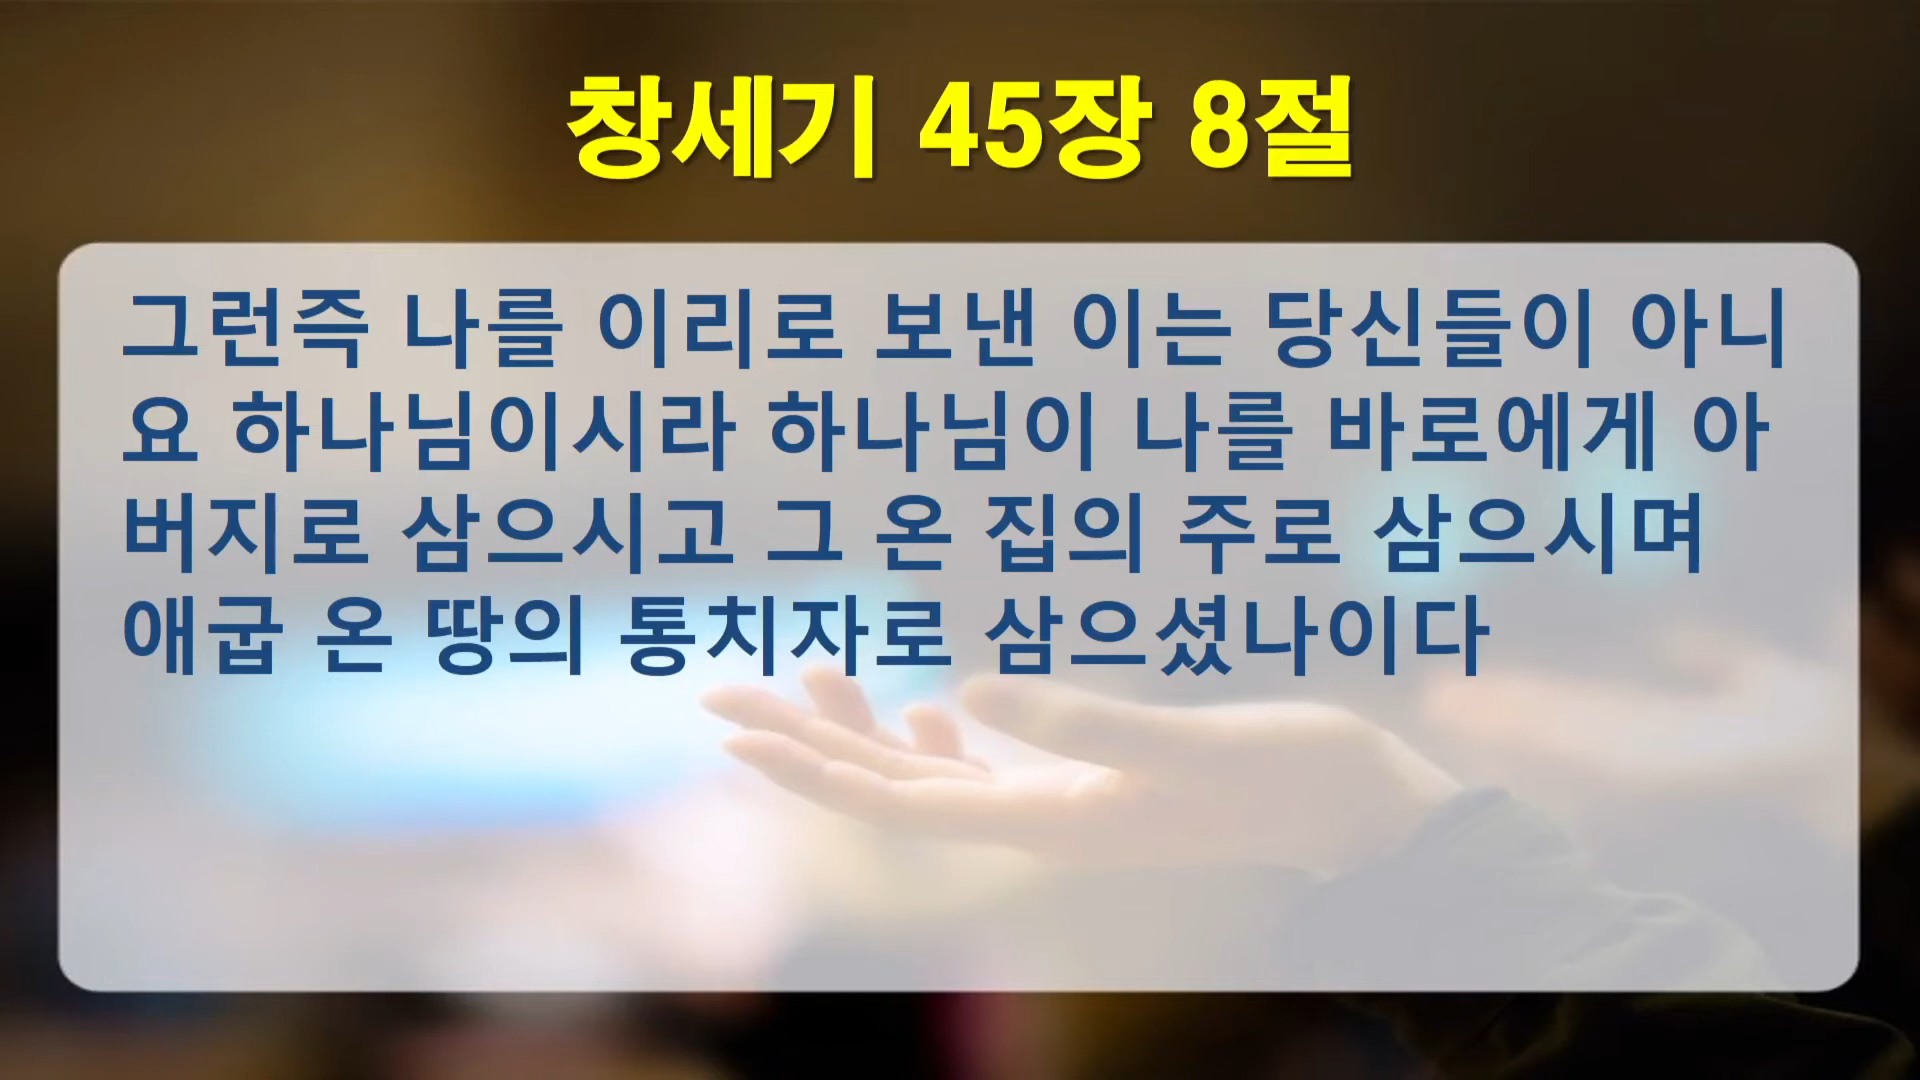 창세기 45장 8절
그런즉 나를 이리로 보낸 이는 당신들이 아니
요 하나님이시라 하나님이 나를 바로에게 아
버지로 삼으시고 그 온 집의 주로 삼으시며
애굽 온 땅의 통치자로 삼으셨나이다